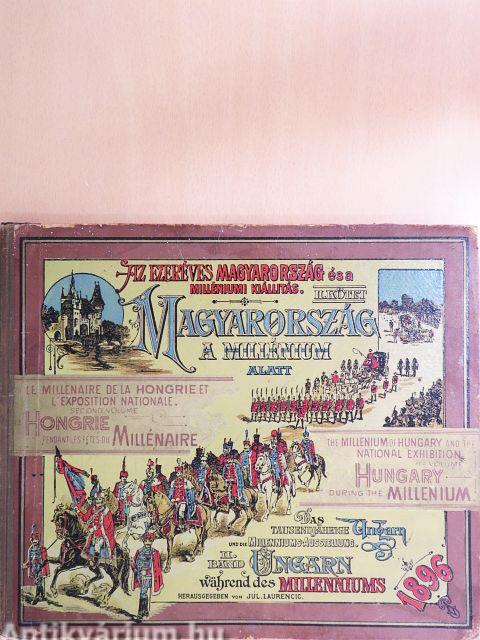 AZ EZERÉVES MAGYARORSZÁG és a
MILLÉNIUMI KIÁLLITÁS.
II. KÖTET
MAGYARORSZÁG
A MILLÉNIUM
ALATT
LE MILLENAIRE DE LA HONGRIE ET
L'EXPOSITION NATIONALE.
SECOND VOLUME
HONGRIE
PENDANT LES FÊTES DU MILLÉNAIRE
THE MILLENIUM OF HUNGARY AND THE
NATIONAL EXHIBITION
VOLUME
HUNGARY
DURING THE MILLENIUM
DAS
TAUSENDJÄHRIGE Ungarn
UND DIE MILLENNIUMS-AUSSTELLUNG.
II. BAND UNGARN
während des MILLENNIUMS
HERAUSGEGEBEN VON JUL. LAURENCIC.
1896
Antikvarium.hu